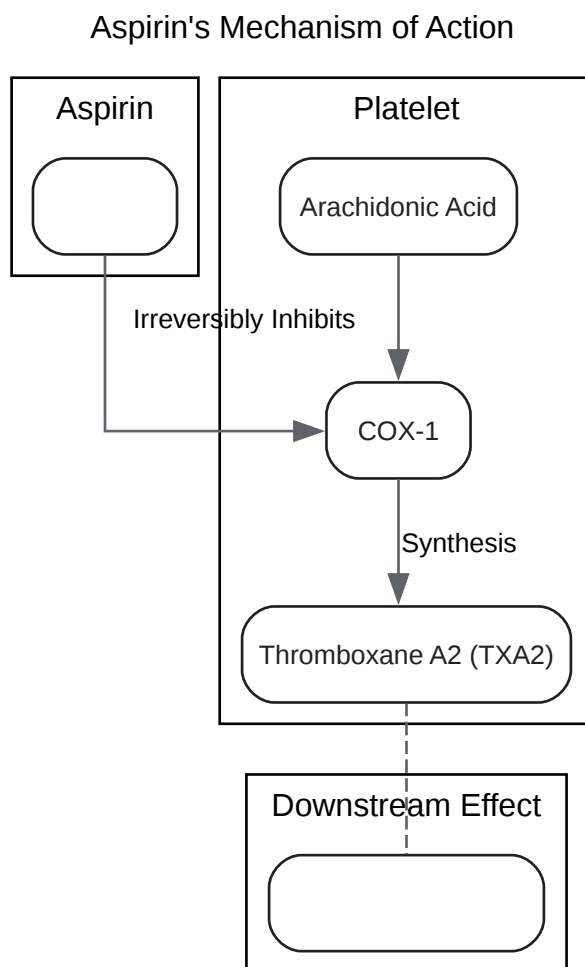 Aspirin's Mechanism of Action
Aspirin
Platelet
Arachidonic Acid
Irreversibly Inhibits
COX-1
Synthesis
Thromboxane A2 (TXA2)
Downstream Effect